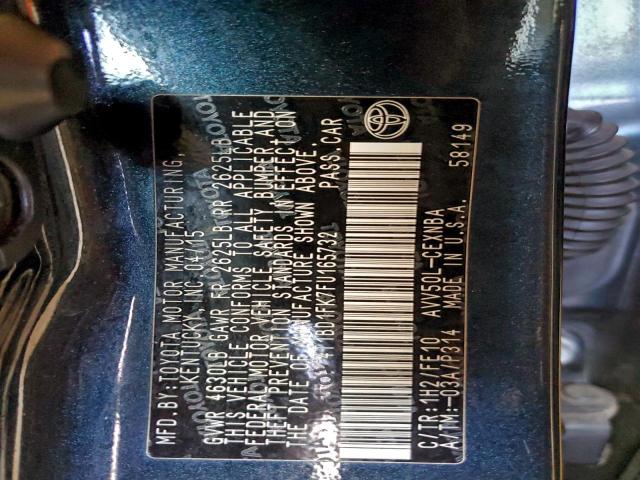 MFD.BY:TOYOTA MOTOR MANUFACTURING,
KENTUCKY, INC. 04/15
GVWR 4630LB GAWR FR 2625LB RR 2625LB
THIS VEHICLE CONFORMS TO ALL APPLICABLE
FEDERAL MOTOR VEHICLE SAFETY, BUMPER AND
THEFT PREVENTION STANDARDS IN EFFECT ON
THE DATE OF MANUFACTURE SHOWN ABOVE.
4T1BD1FK7FU165732 PASS.CAR
C/TR:1H2/FE10 AVV50L-CEXNBA
A/TM:-03A/P314 MADE IN U.S.A. 58149